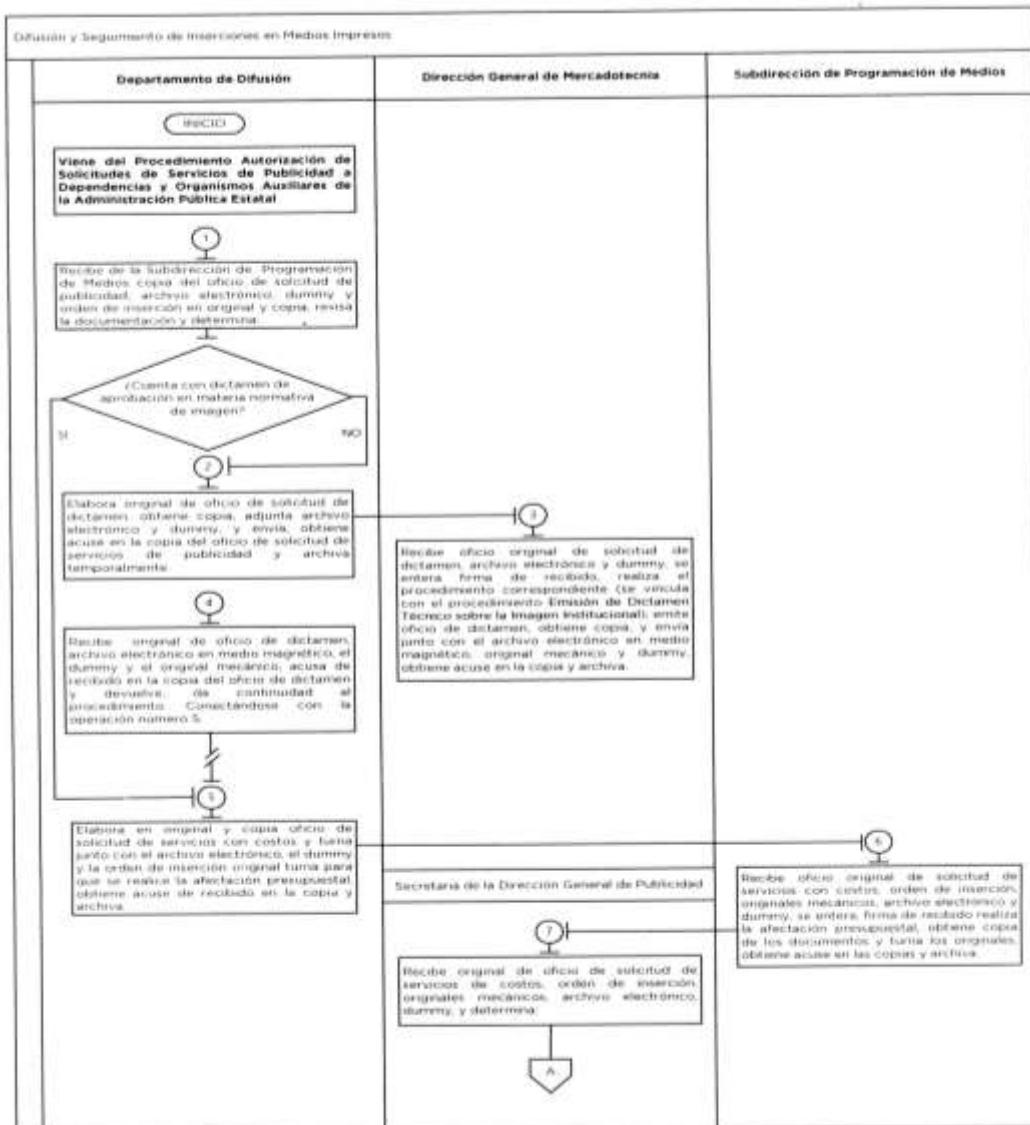 Difusión y Seguimiento de Inserciones en Medios Impresos
Departamento de Difusión
Dirección General de Mercadotecnia
Subdirección de Programación de Medios
INICIO
Viene del Procedimiento Autorización de
Solicitudes de Servicios de Publicidad a
Dependencias y Organismos Auxiliares de
la Administración Pública Estatal
1
Recibe de la Subdirección de Programación
de Medios copia del oficio de solicitud de
publicidad, archivo electrónico, dummy y
orden de inserción en original y copia, revisa
la documentación y determina:
¿Cuenta con dictamen de
aprobación en materia normativa
de imagen?
SI
NO
2
Elabora original de oficio de solicitud de
dictamen, obtiene copia, adjunta archivo
electrónico y dummy, y envía, obtiene
acuse en la copia del oficio de solicitud de
servicios de publicidad y archiva
temporalmente.
3
Recibe oficio original de solicitud de
dictamen, archivo electrónico y dummy, se
entera firma de recibido, realiza el
procedimiento correspondiente (se vincula
con el procedimiento Emisión de Dictamen
Técnico sobre la Imagen Institucional), emite
oficio de dictamen, obtiene copia, y envía
junto con el archivo electrónico en medio
magnético, original mecánico y dummy,
obtiene acuse en la copia y archiva.
4
Recibe original de oficio de dictamen,
archivo electrónico en medio magnético, el
dummy y el original mecánico, acusa de
recibido en la copia del oficio de dictamen
y devuelve, da continuidad al
procedimiento. Conectándose con la
operación número 5.
5
Elabora en original y copia oficio de
solicitud de servicios con costos y turna
junto con el archivo electrónico, el dummy
y la orden de inserción original turna para
que se realice la afectación presupuestal,
obtiene acuse de recibido en la copia y
archiva.
6
Recibe oficio original de solicitud de
servicios con costos, orden de inserción,
originales mecánicos, archivo electrónico y
dummy, se entera, firma de recibido realiza
la afectación presupuestal, obtiene copia
de los documentos y turna los originales,
obtiene acuse en las copias y archiva.
Secretaria de la Dirección General de Publicidad
7
Recibe original de oficio de solicitud de
servicios de costos, orden de inserción,
originales mecánicos, archivo electrónico,
dummy, y determina:
A